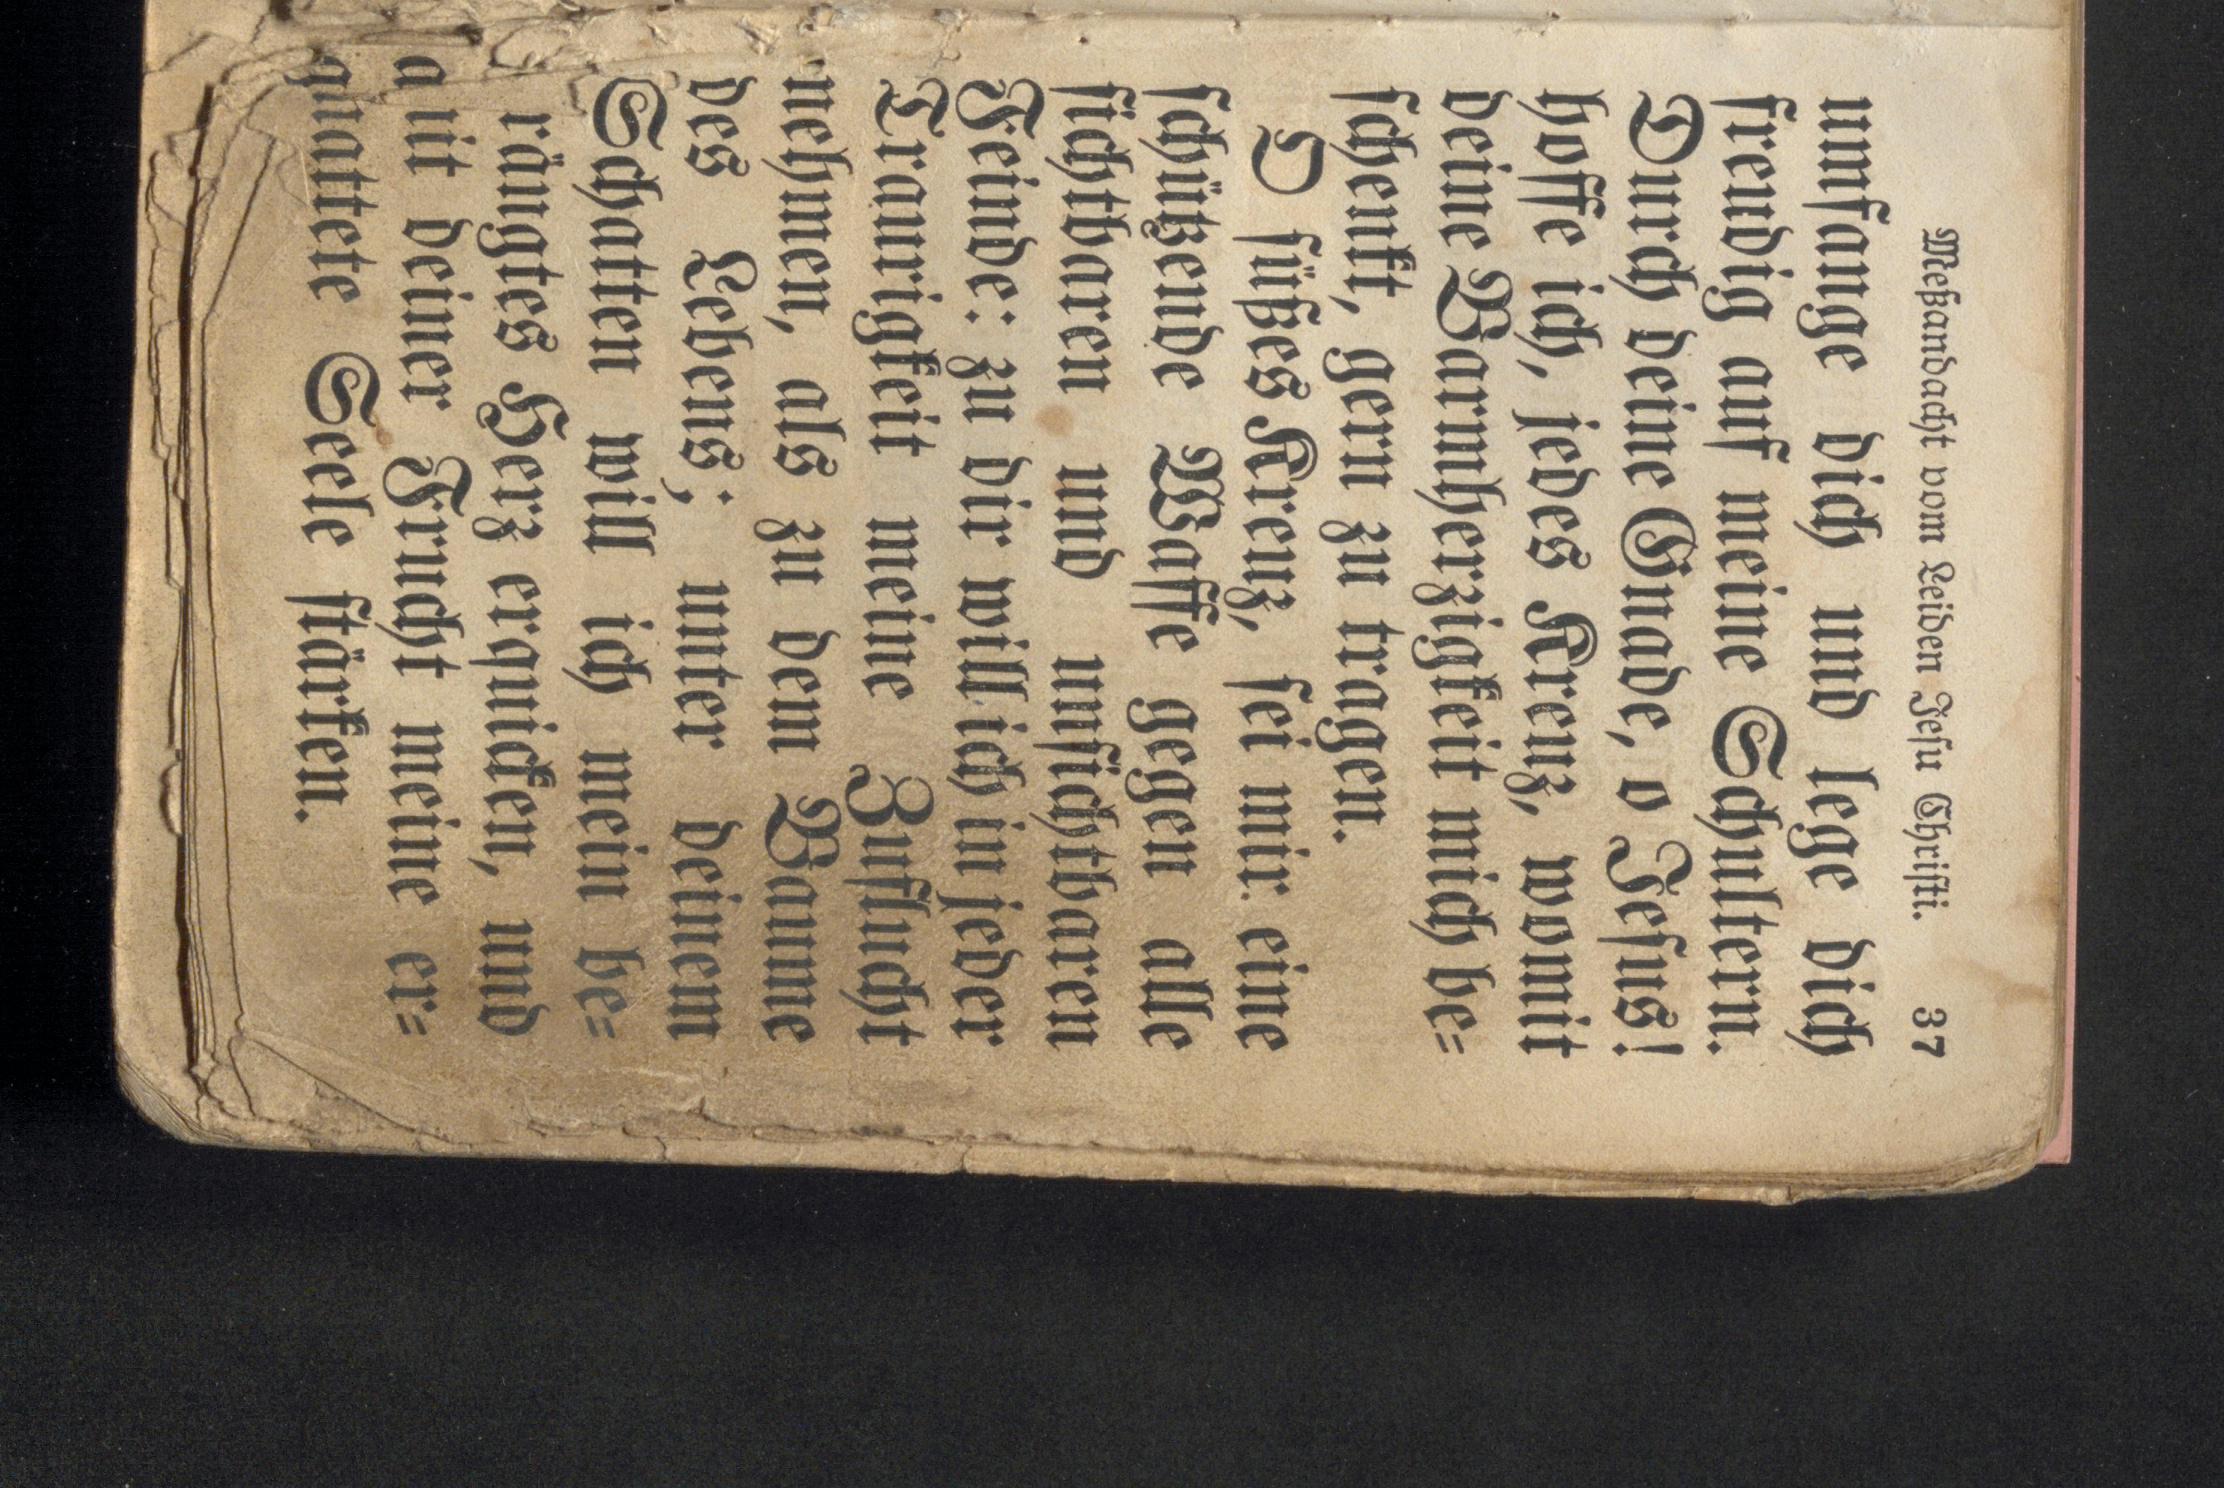 Meßandacht vom Leiden Jesu Christi. 37
umfange dich und lege dich
freudig auf meine Schultern.
Durch deine Gnade, o Jesus!
hoffe ich, jedes Kreuz, womit
deine Barmherzigkeit mich be=
schenkt, gern zu tragen.
O süßes Kreuz, sei mir eine
schützende Waffe gegen alle
sichtbaren und unsichtbaren
Feinde: zu dir will ich in jeder
Traurigkeit meine Zuflucht
nehmen, als zu dem Baume
des Lebens; unter deinem
Schatten will ich mein be=
rängtes Herz erquicken, und
mit deiner Frucht meine er=
mattete Seele stärken.